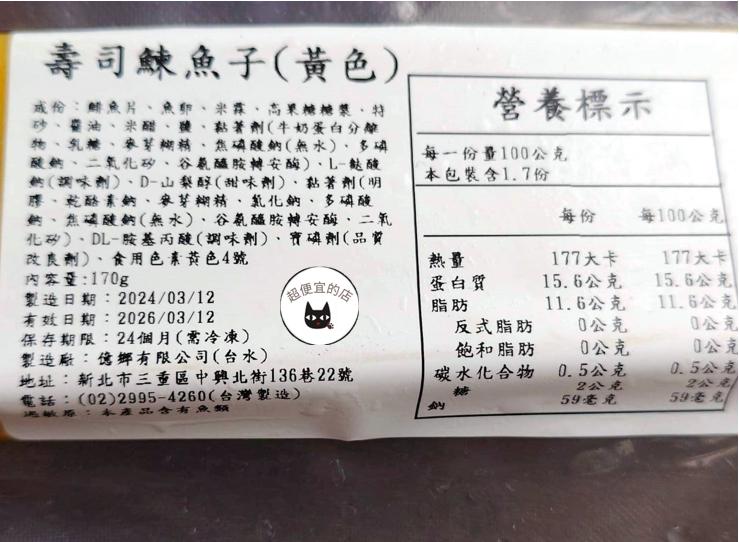 壽司鰊魚子(黃色)
成份：鯡魚片、魚卵、米霖、高果糖糖漿、特
砂、醬油、米醋、鹽、黏著劑(牛奶蛋白分解
物、乳糖、麥芽糊精、焦磷酸鈉(無水)、多磷
酸鈉、二氧化矽、谷氨醯胺轉安酶)、L-麩酸
鈉(調味劑)、D-山梨醇(甜味劑)、黏著劑(明
膠、乾酪素鈉、麥芽糊精、氯化鈉、多磷酸
鈉、焦磷酸鈉(無水)、谷氨醯胺轉安酶、二氧
化矽)、DL-胺基丙酸(調味劑)、寶磷劑(品質
改良劑)、食用色素黃色4號
內容量:170g
製造日期：2024/03/12
有效日期：2026/03/12
保存期限：24個月(需冷凍)
製造廠：億鄉有限公司(台水)
地址：新北市三重區中興北街136巷22號
電話：(02)2995-4260(台灣製造)
過敏原：本產品含有魚類
超便宜的店
營養標示
每一份量100公克
本包裝含1.7份
每份 每100公克
熱量 177大卡 177大卡
蛋白質 15.6公克 15.6公克
脂肪 11.6公克 11.6公克
反式脂肪 0公克 0公克
飽和脂肪 0公克 0公克
碳水化合物 0.5公克 0.5公克
糖 2公克 2公克
鈉 59毫克 59毫克